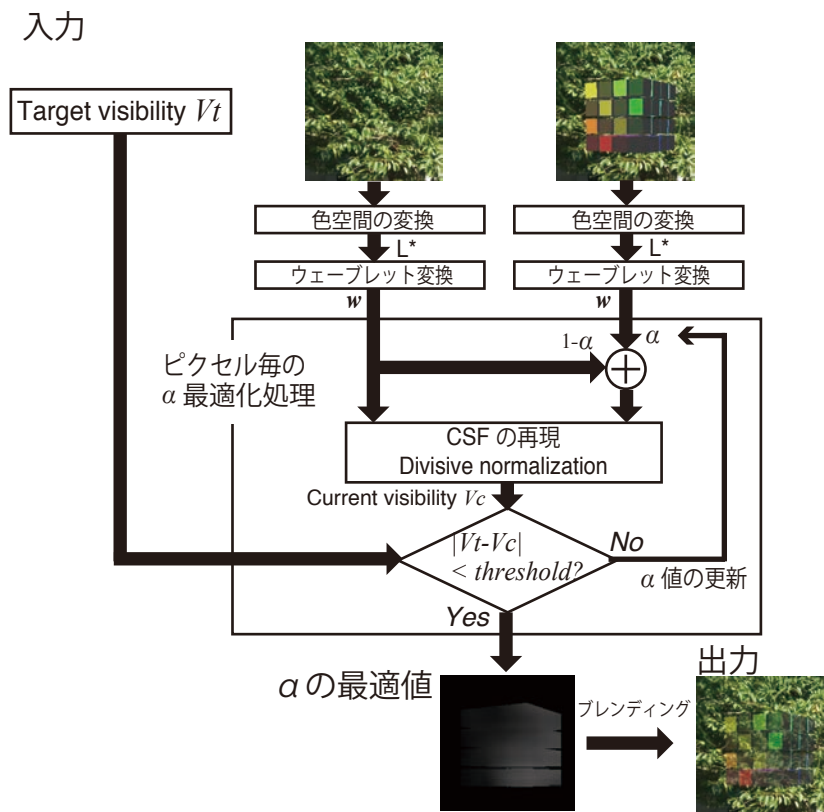 入力
Target visibility Vt
色空間の変換
色空間の変換
L*
L*
ウェーブレット変換
ウェーブレット変換
w
w
1-α
α
ピクセル毎の
α 最適化処理
CSF の再現
Divisive normalization
Current visibility Vc
|Vt-Vc|
< threshold?
No
α 値の更新
Yes
αの最適値
出力
ブレンディング